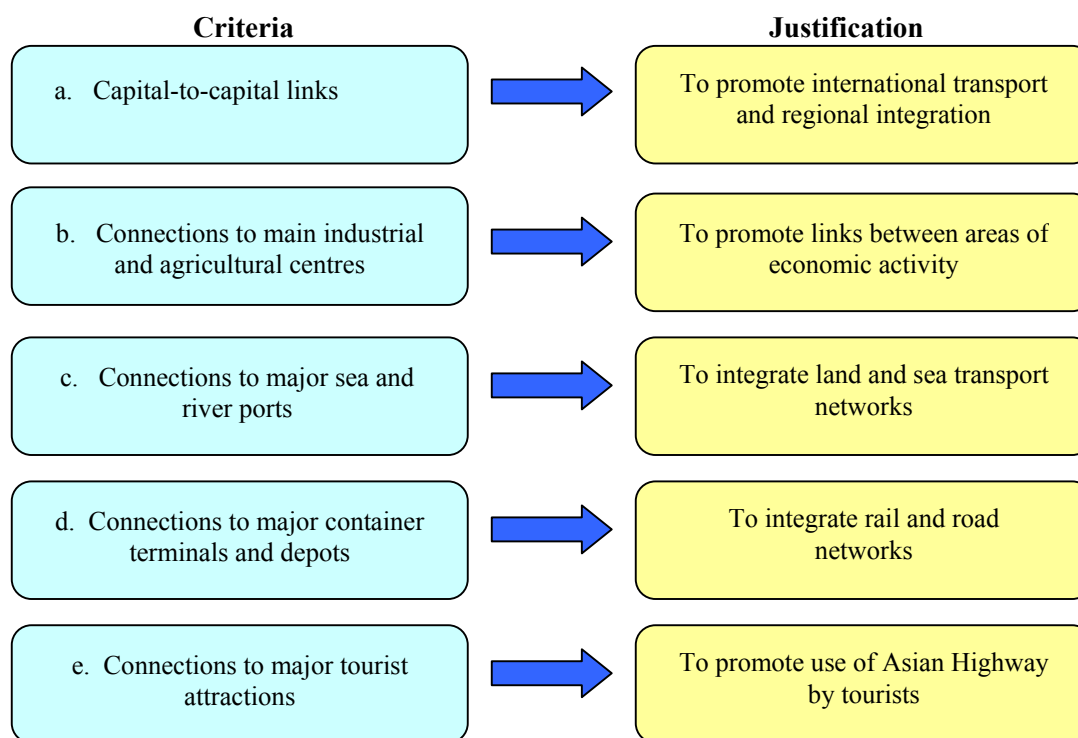 Criteria
Justification
a. Capital-to-capital links
To promote international transport
and regional integration
b. Connections to main industrial
and agricultural centres
To promote links between areas of
economic activity
c. Connections to major sea and
river ports
To integrate land and sea transport
networks
d. Connections to major container
terminals and depots
To integrate rail and road
networks
e. Connections to major tourist
attractions
To promote use of Asian Highway
by tourists